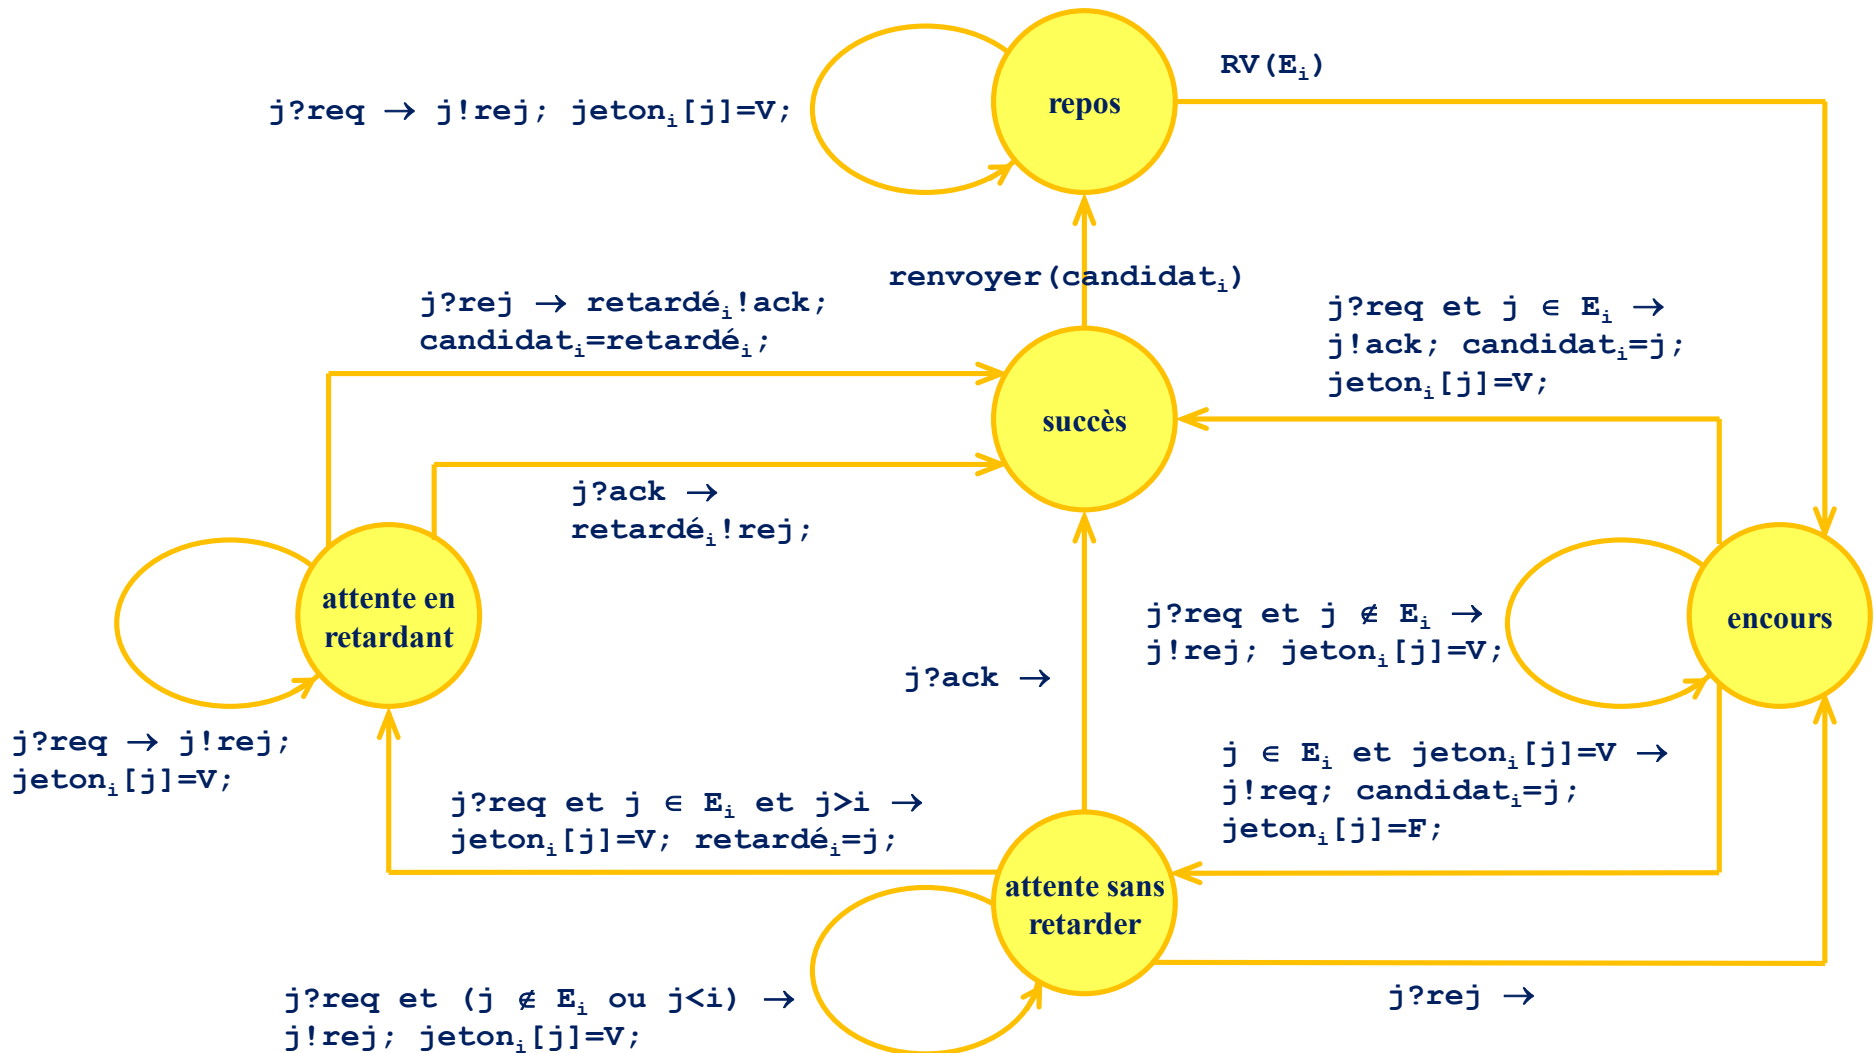 RV(Eᵢ)
repos
j?req → j!rej; jetonᵢ[j]=V;
renvoyer(candidatᵢ)
j?rej → retardéᵢ!ack;
candidatᵢ=retardéᵢ;
j?req et j ∈ Eᵢ →
j!ack; candidatᵢ=j;
jetonᵢ[j]=V;
succès
j?ack →
retardéᵢ!rej;
attente en
retardant
j?req et j ∉ Eᵢ →
j!rej; jetonᵢ[j]=V;
encours
j?ack →
j?req → j!rej;
jetonᵢ[j]=V;
j ∈ Eᵢ et jetonᵢ[j]=V →
j!req; candidatᵢ=j;
jetonᵢ[j]=F;
j?req et j ∈ Eᵢ et j>i →
jetonᵢ[j]=V; retardéᵢ=j;
attente sans
retarder
j?req et (j ∉ Eᵢ ou j<i) →
j!rej; jetonᵢ[j]=V;
j?rej →